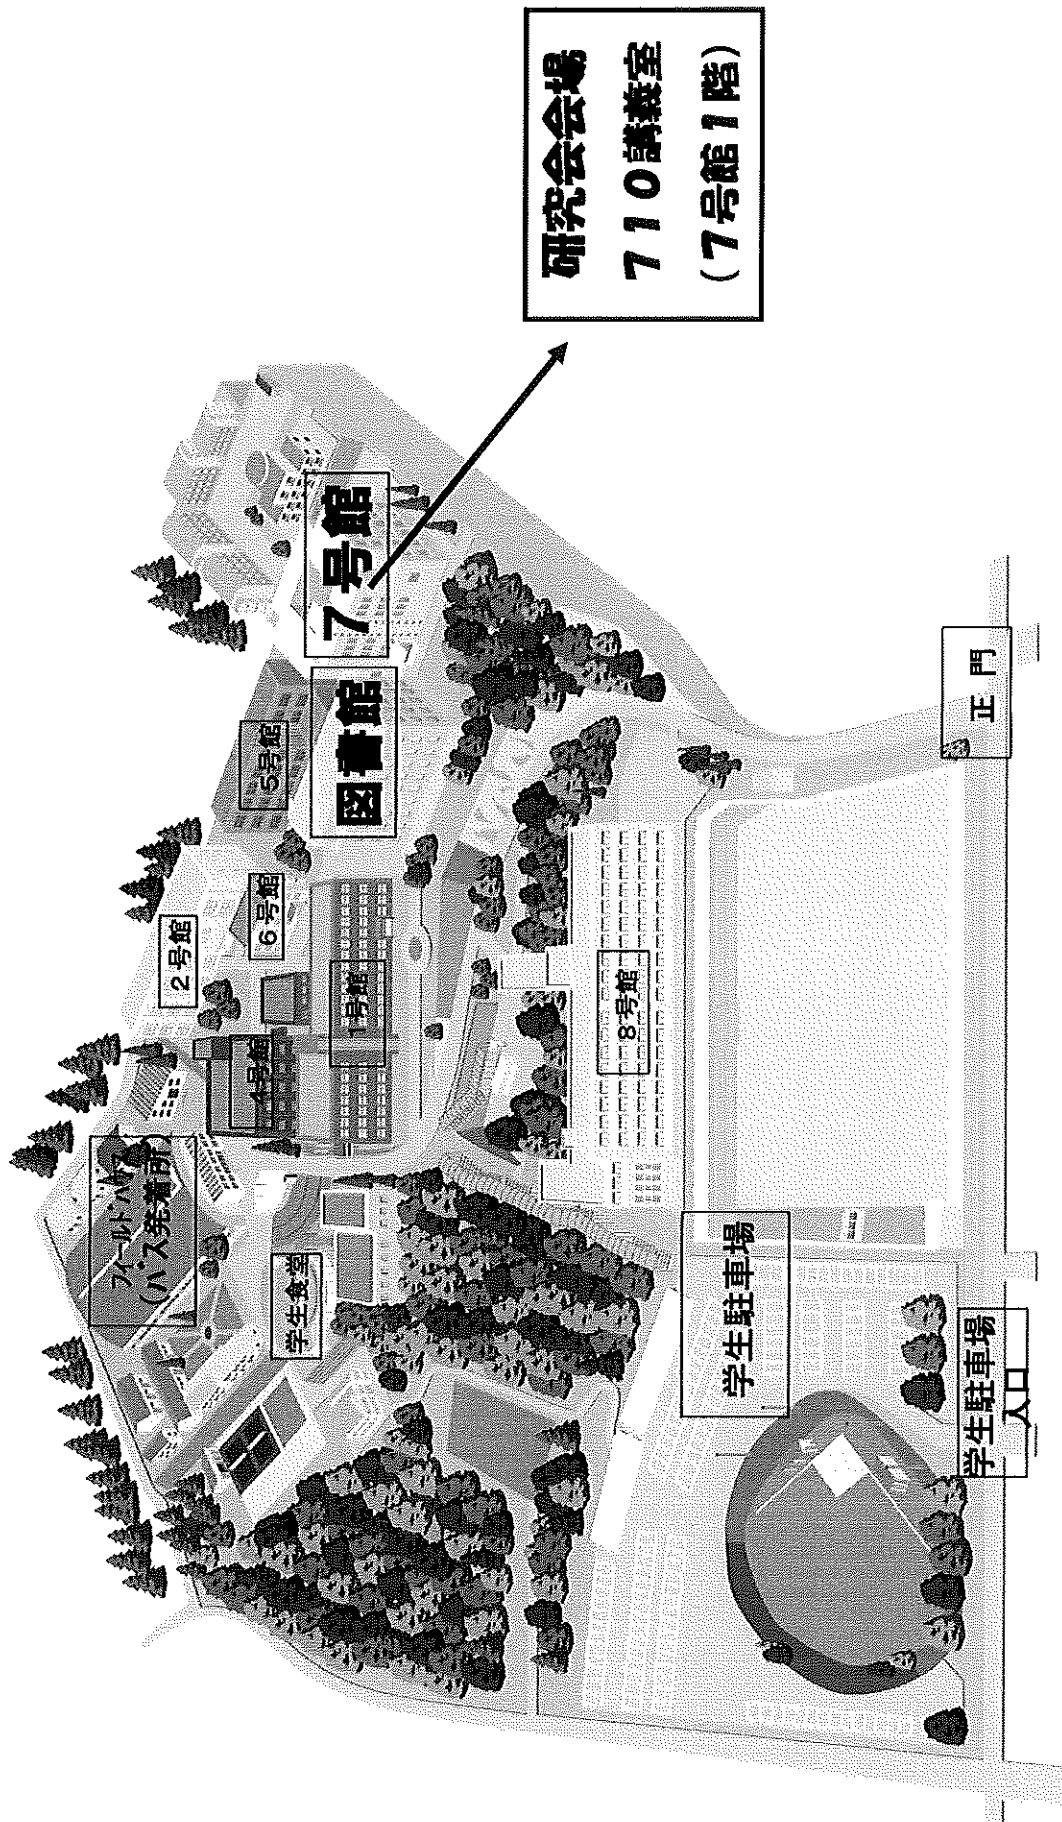 研究会会場
710講義室
(7号館1階)
7号館
図書館
5号館
6号館
2号館
1号館
4号館
8号館
フィールドハウス
(バス発着所)
学生食堂
学生駐車場
学生駐車場
入口
正門